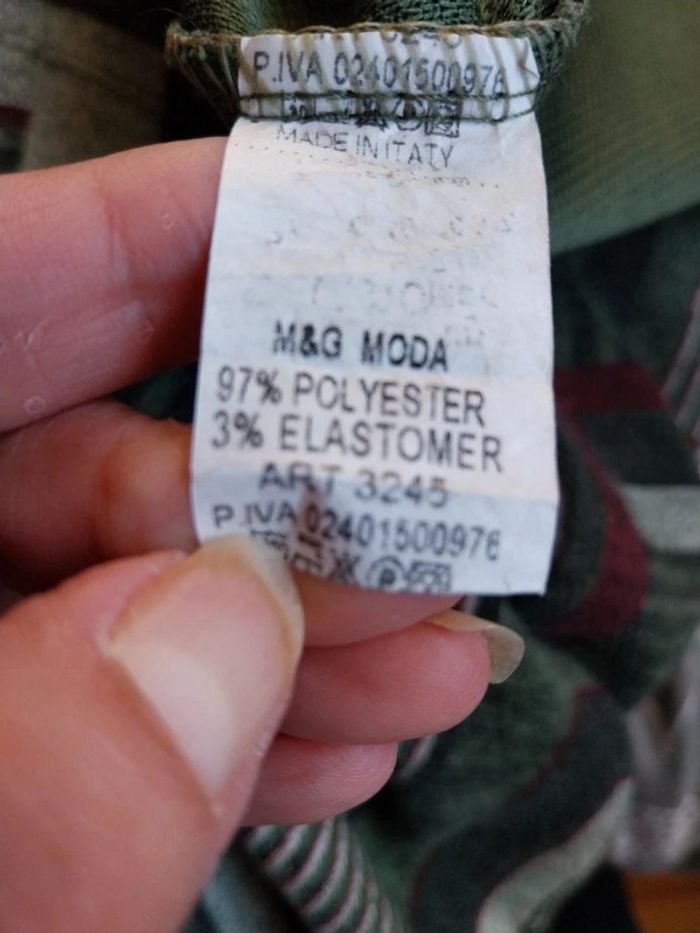 P.IVA 02401500976
MADE IN ITATY
M&G MODA
97% POLYESTER
3% ELASTOMER
ART 3245
P.IVA 02401500976